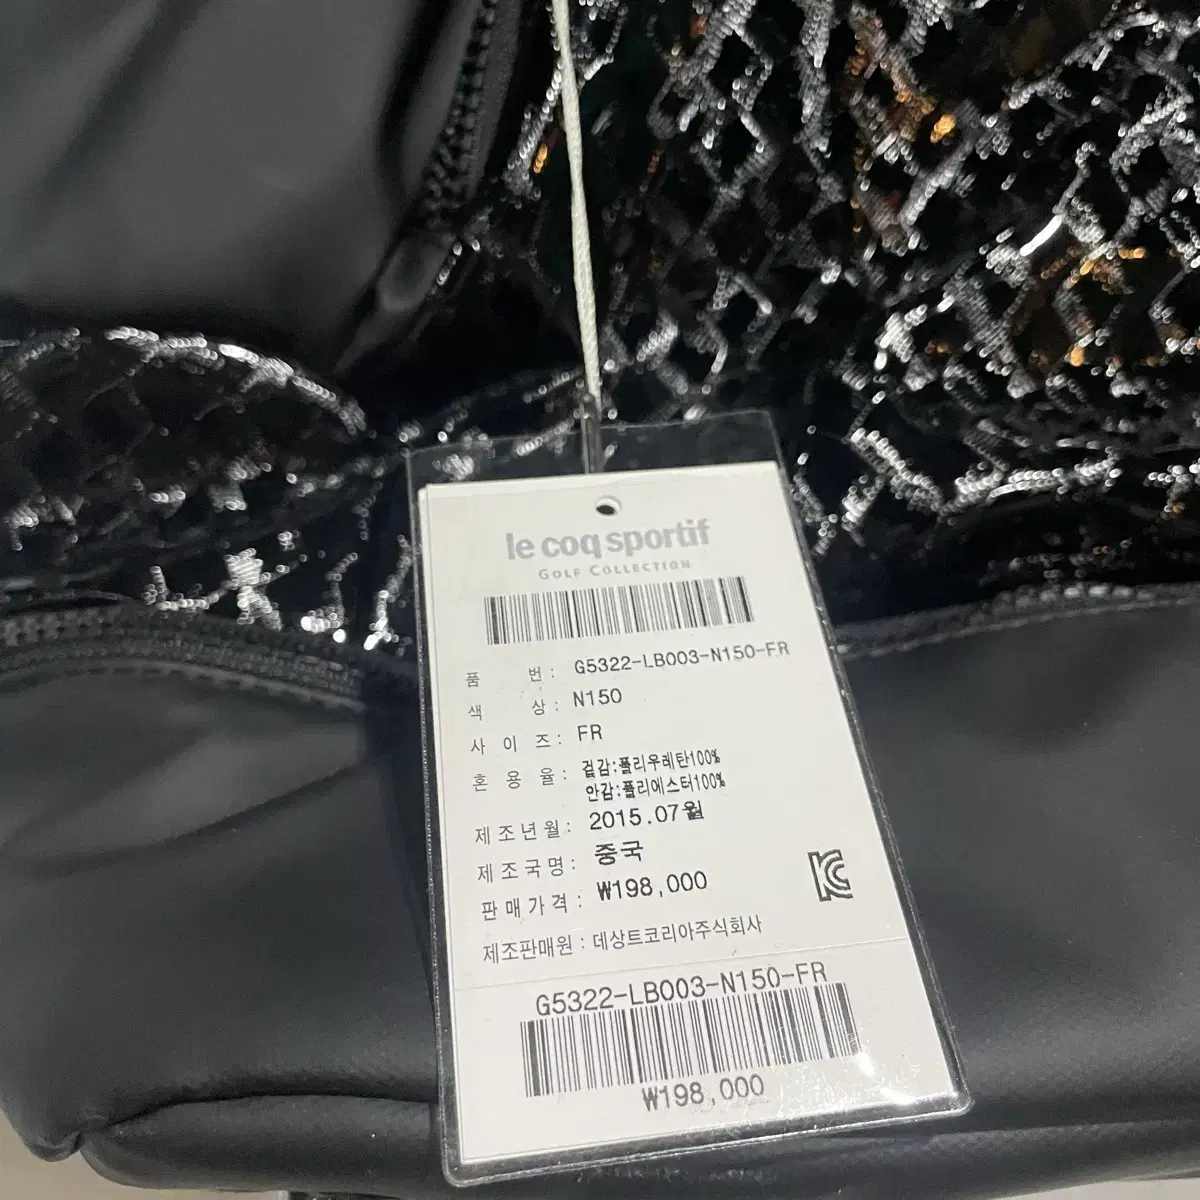 le coq sportif
GOLF COLLECTION
품 번 : G5322-LB003-N150-FR
색 상 : N150
사 이 즈 : FR
혼 용 율 : 겉감:폴리우레탄100%
안감:폴리에스터100%
제 조 년 월 : 2015.07월
제 조 국 명 : 중국
판 매 가 격 : ₩198,000
제조판매원 : 데상트코리아주식회사
G5322-LB003-N150-FR
₩198,000